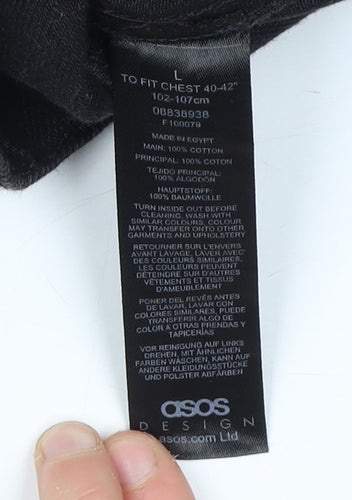 L
TO FIT CHEST 40-42"
102-107cm
08838938
F100079
MADE IN EGYPT
MAIN: 100% COTTON
PRINCIPAL: 100% COTON
TEJIDO PRINCIPAL:
100% ALGODÓN
HAUPTSTOFF:
100% BAUMWOLLE
TURN INSIDE OUT BEFORE
CLEANING, WASH WITH
SIMILAR COLOURS, COLOUR
MAY TRANSFER ONTO OTHER
GARMENTS AND UPHOLSTERY
RETOURNER SUR L'ENVERS
AVANT LAVAGE, LAVER AVEC
DES COULEURS SIMILAIRES,
LES COULEURS PEUVENT
DÉTEINDRE SUR D'AUTRES
VÊTEMENTS ET TISSUS
D'AMEUBLEMENT
PONER DEL REVÉS ANTES
DE LAVAR, LAVAR CON
COLORES SIMILARES, PUEDE
TRANSFERIR ALGO DE
COLOR A OTRAS PRENDAS Y
TAPICERÍAS
VOR REINIGUNG AUF LINKS
DREHEN, MIT ÄHNLICHEN
FARBEN WASCHEN, KANN AUF
ANDERE KLEIDUNGSSTÜCKE
UND POLSTER ABFÄRBEN
asos
DESIGN
asos.com Ltd